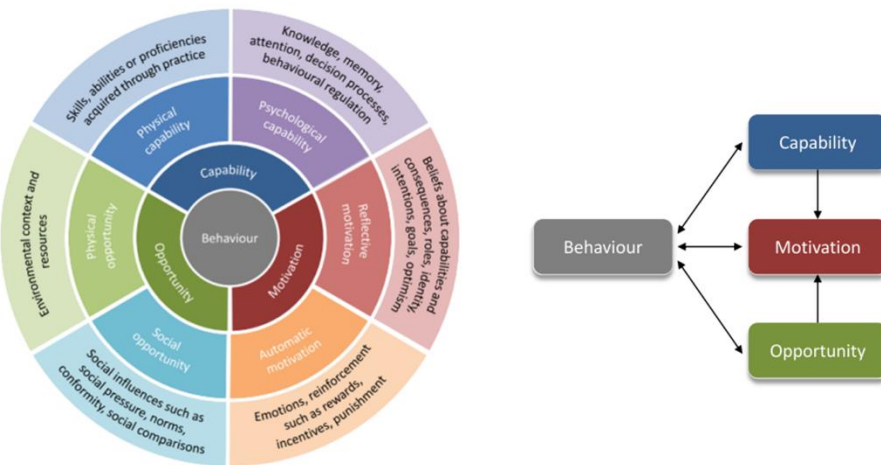 Skills, abilities or proficiencies
acquired through practice
Knowledge, memory,
attention, decision processes,
behavioural regulation
Physical
capability
Psychological
capability
Capability
Environmental context and
resources
Physical
opportunity
Opportunity
Behaviour
Motivation
Reflective
motivation
Beliefs about capabilities and
consequences, roles, identity,
intentions, goals, optimism
Social
opportunity
Automatic
motivation
Social influences such as
social pressure, norms,
conformity, social comparisons
Emotions, reinforcement
such as rewards,
incentives, punishment
Capability
Behaviour
Motivation
Opportunity